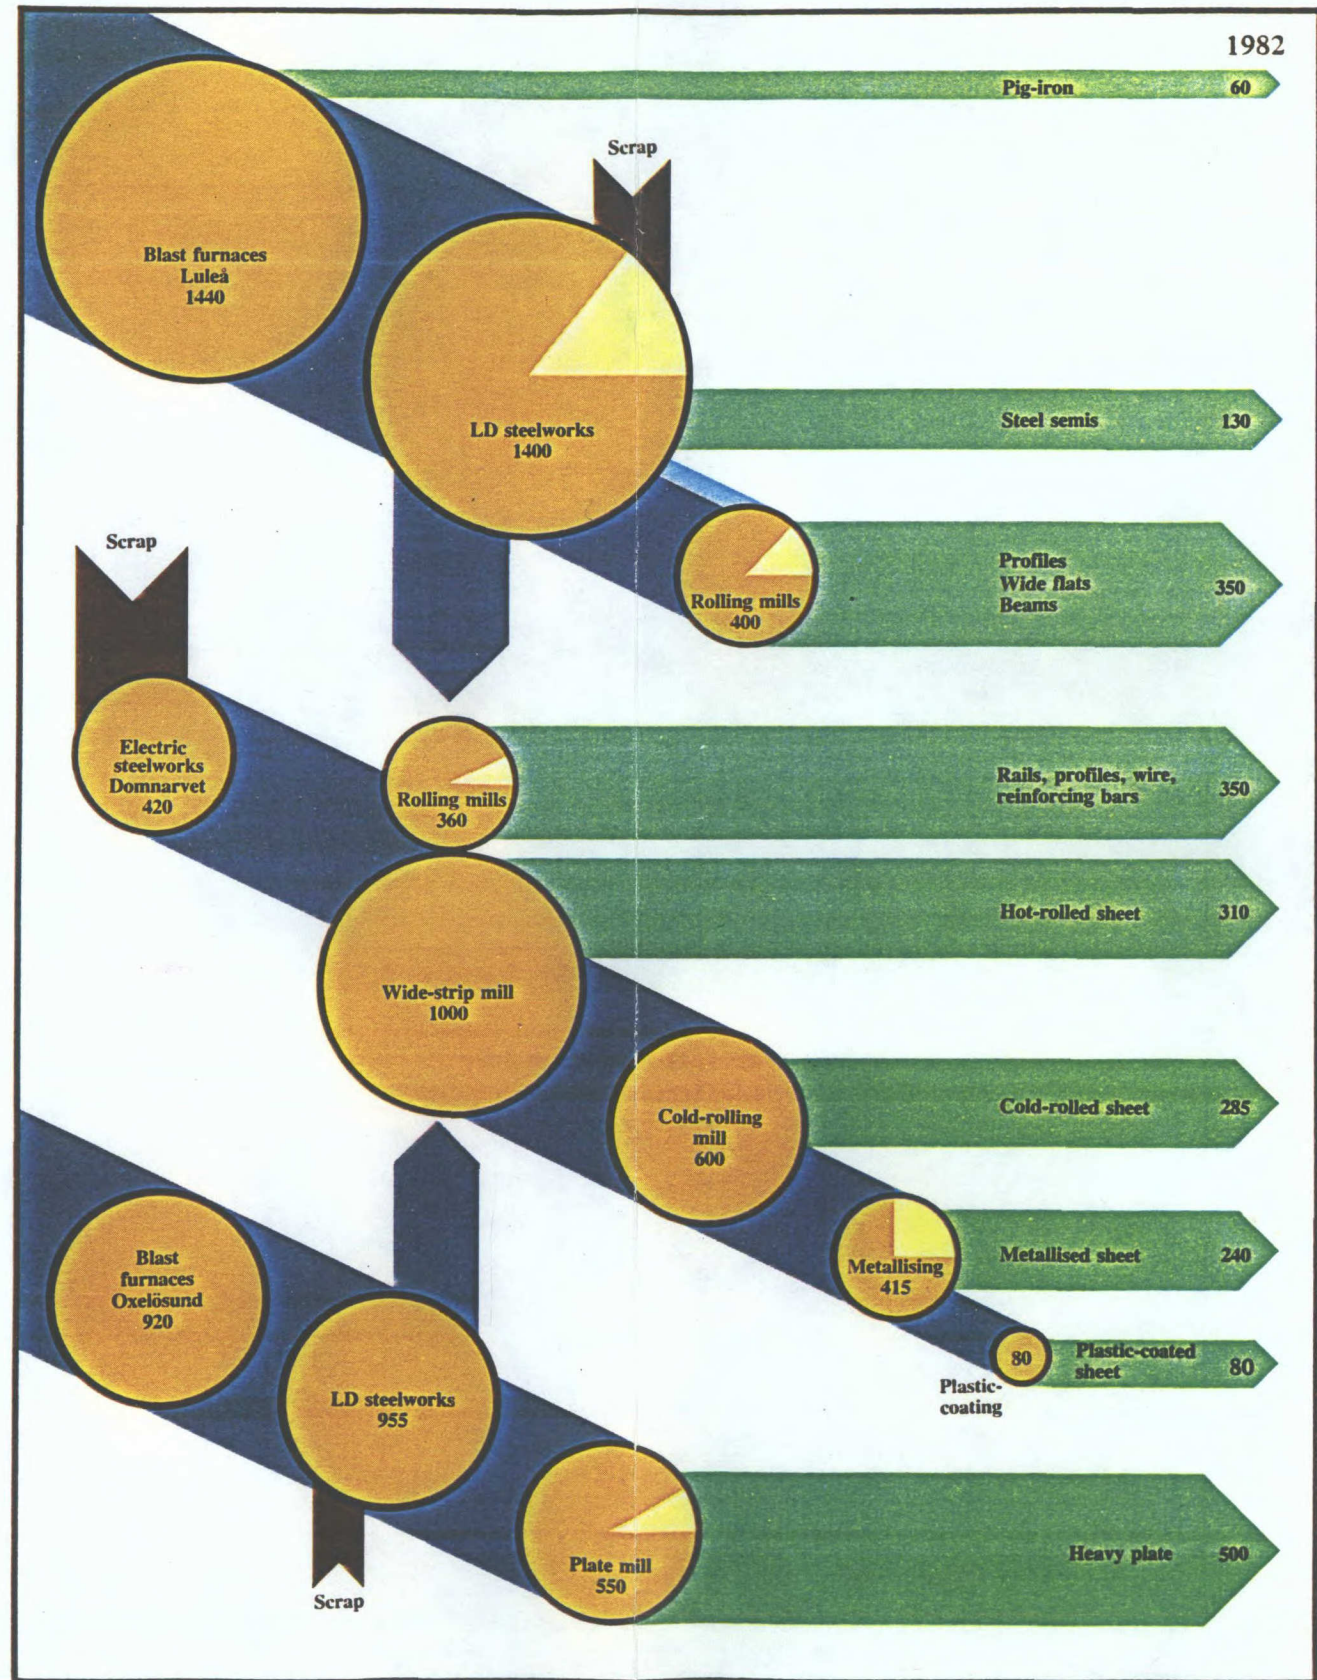 1982
Pig-iron 60
Scrap
Blast furnaces
Luleå
1440
LD steelworks
1400
Steel semis 130
Scrap
Rolling mills
400
Profiles
Wide flats
Beams
350
Electric
steelworks
Domnarvet
420
Rolling mills
360
Rails, profiles, wire,
reinforcing bars
350
Hot-rolled sheet 310
Wide-strip mill
1000
Cold-rolling
mill
600
Cold-rolled sheet 285
Blast
furnaces
Oxelösund
920
Metallising
415
Metallised sheet 240
80
Plastic-
coating
Plastic-coated
sheet
80
LD steelworks
955
Scrap
Plate mill
550
Heavy plate 500